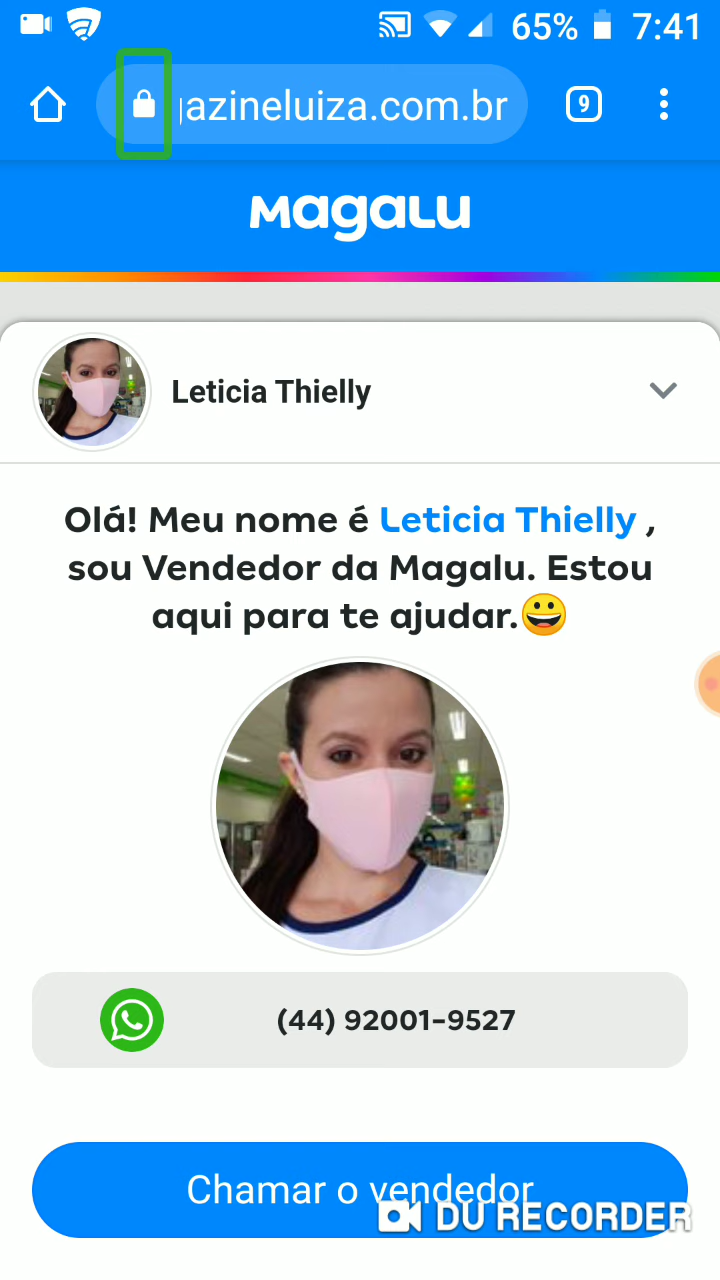 65% 7:41
azineluiza.com.br 9
Magalu
Leticia Thielly
Olá! Meu nome é Leticia Thielly ,
sou Vendedor da Magalu. Estou
aqui para te ajudar.😀
(44) 92001-9527
Chamar o vendedor
DU RECORDER